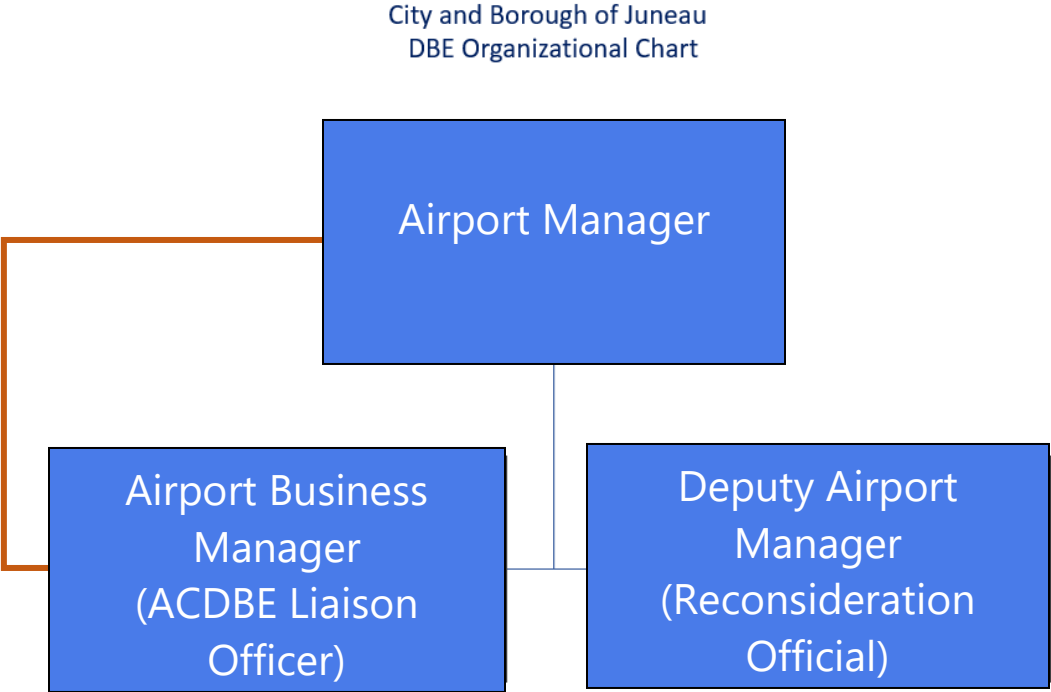 City and Borough of Juneau
DBE Organizational Chart
Airport Manager
Airport Business
Manager
(ACDBE Liaison
Officer)
Deputy Airport
Manager
(Reconsideration
Official)